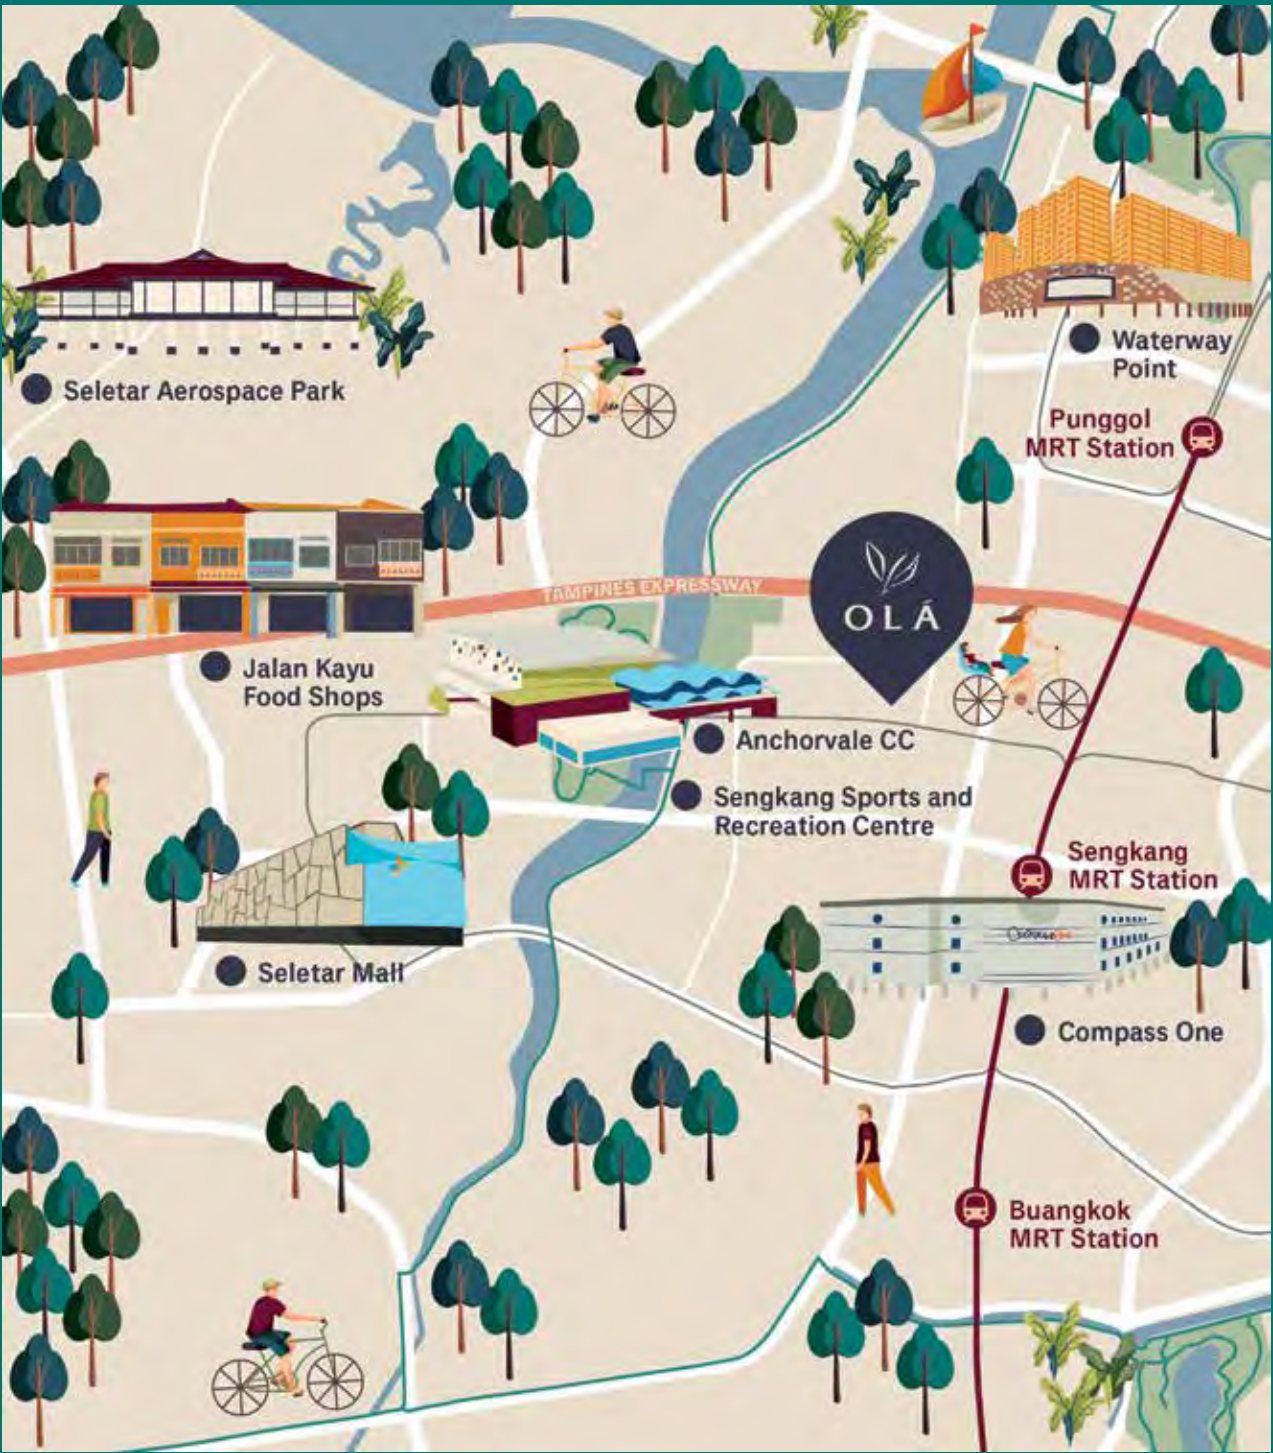 Seletar Aerospace Park
Waterway
Point
Punggol
MRT Station
TAMPINES EXPRESSWAY
OLÁ
Jalan Kayu
Food Shops
Anchorvale CC
Sengkang Sports and
Recreation Centre
Sengkang
MRT Station
Seletar Mall
Compass One
Buangkok
MRT Station